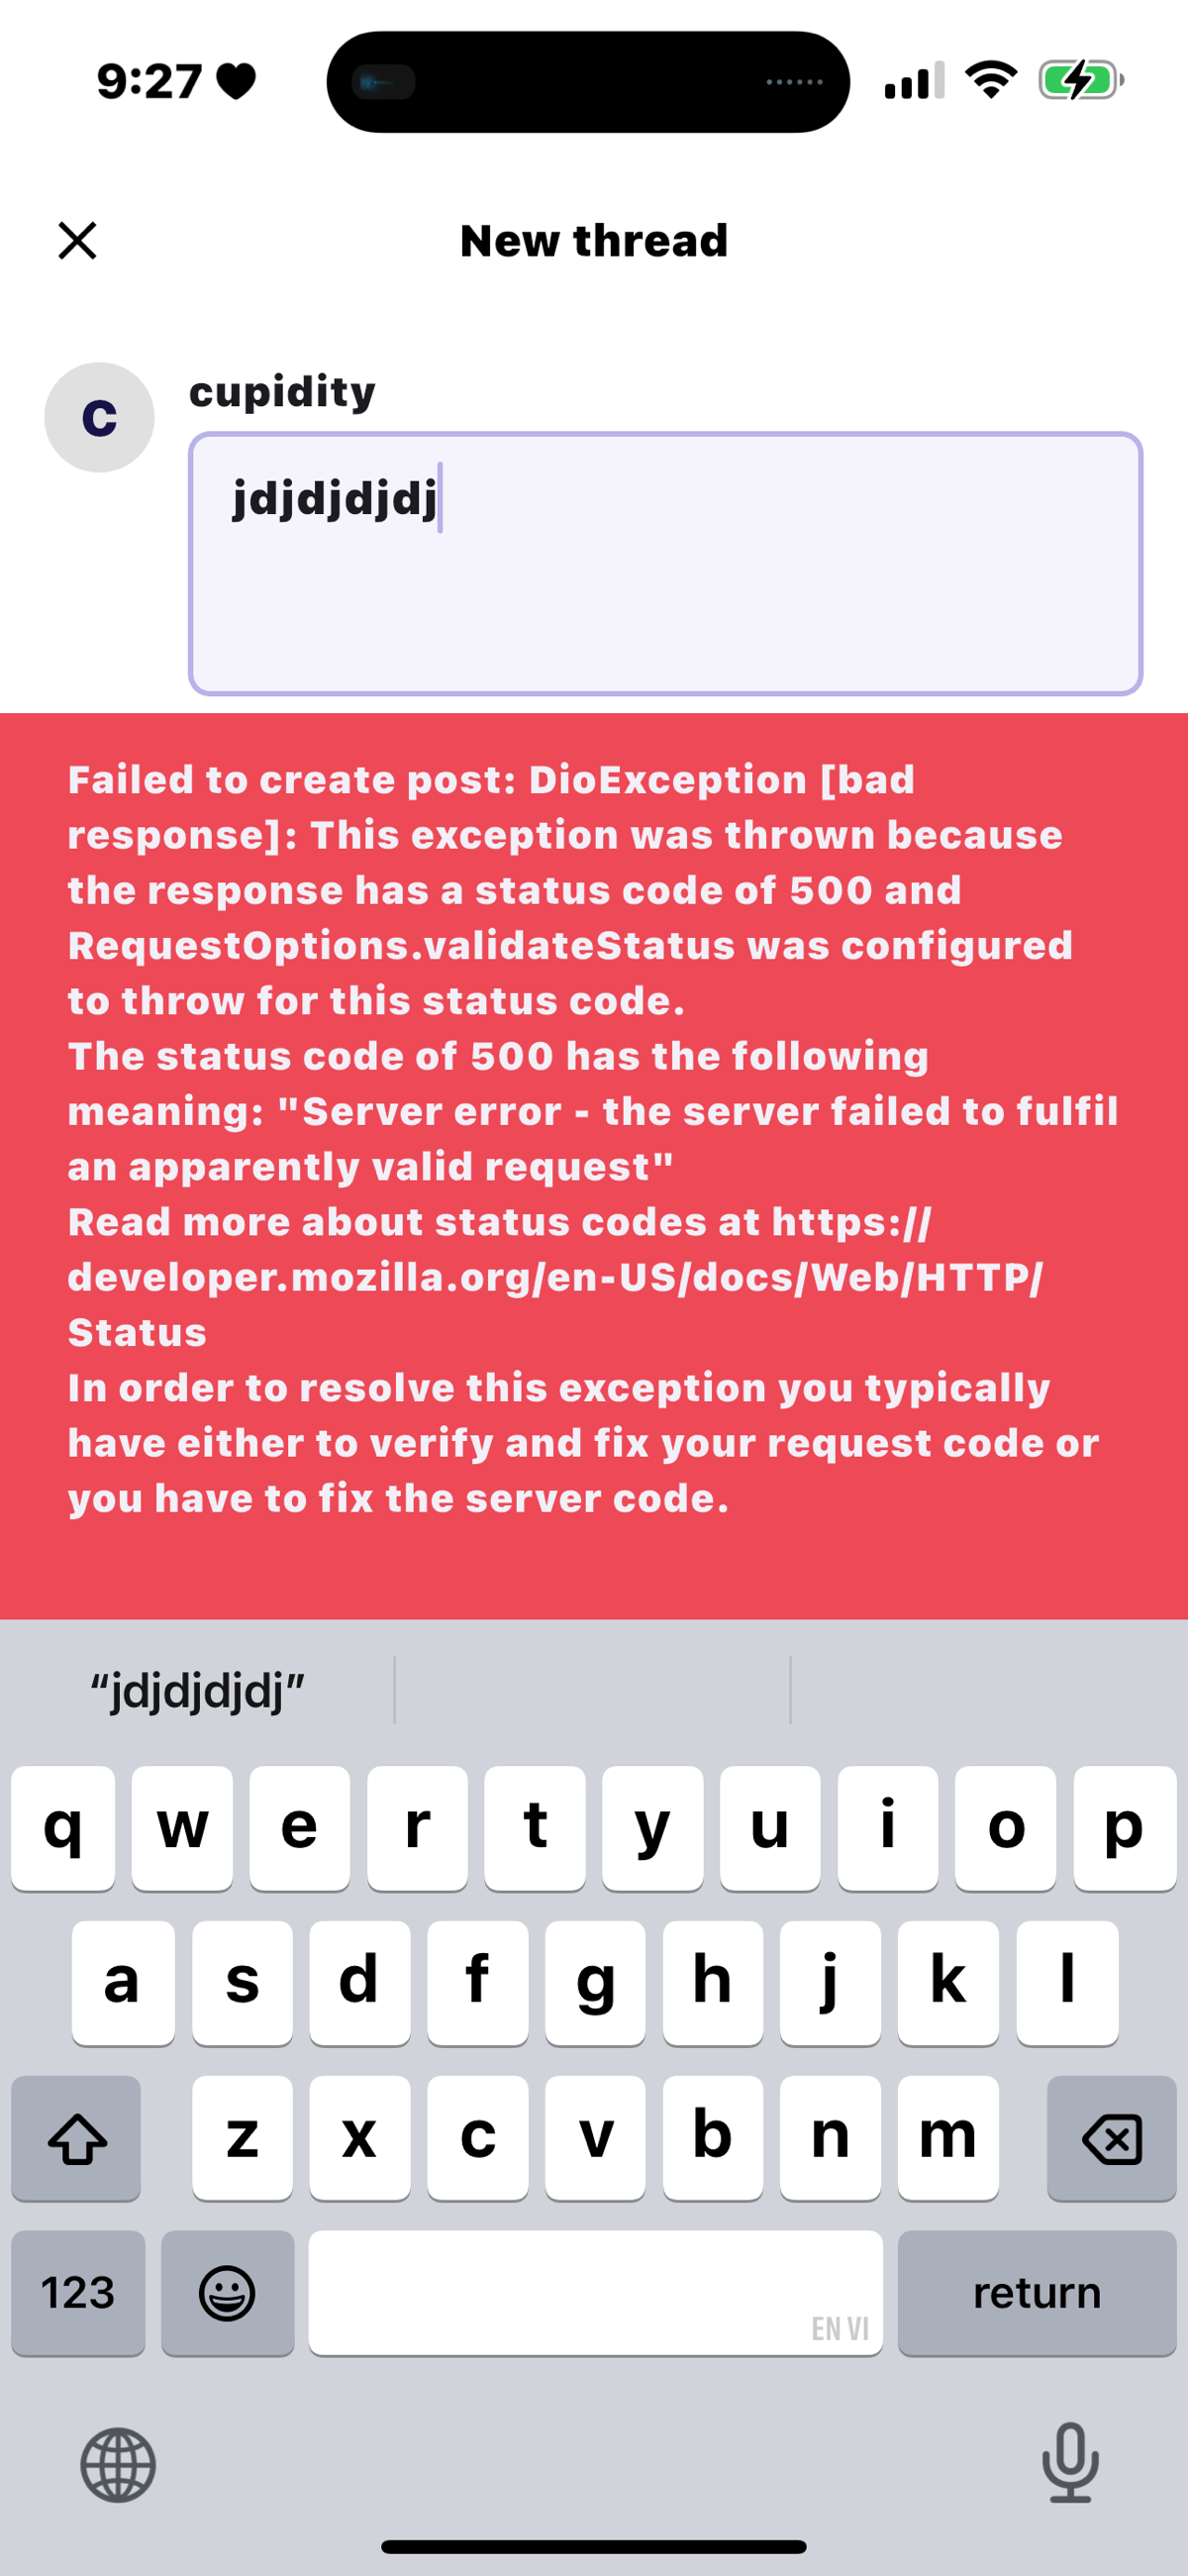 9:27
New thread
C
cupidity
jdjdjdjdj
Failed to create post: DioException [bad
response]: This exception was thrown because
the response has a status code of 500 and
RequestOptions.validateStatus was configured
to throw for this status code.
The status code of 500 has the following
meaning: "Server error - the server failed to fulfil
an apparently valid request"
Read more about status codes at https://
developer.mozilla.org/en-US/docs/Web/HTTP/
Status
In order to resolve this exception you typically
have either to verify and fix your request code or
you have to fix the server code.
“jdjdjdjdj”
q w e r t y u i o p
a s d f g h j k l
z x c v b n m
123
EN VI
return